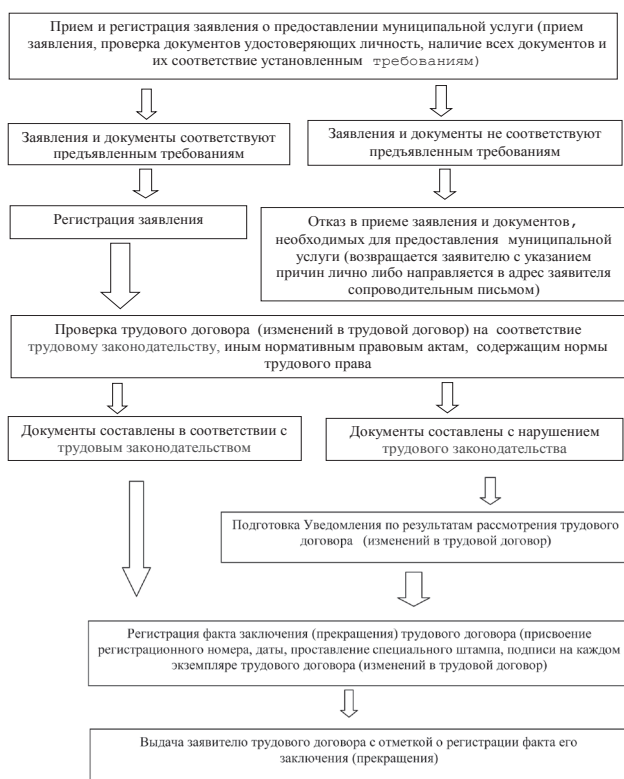 Прием и регистрация заявления о предоставлении муниципальной услуги (прием
заявления, проверка документов удостоверяющих личность, наличие всех документов и
их соответствие установленным требованиям)
Заявления и документы соответствуют
предъявленным требованиям
Заявления и документы не соответствуют
предъявленным требованиям
Регистрация заявления
Отказ в приеме заявления и документов,
необходимых для предоставления муниципальной
услуги (возвращается заявителю с указанием
причин лично либо направляется в адрес заявителя
сопроводительным письмом)
Проверка трудового договора (изменений в трудовой договор) на соответствие
трудовому законодательству, иным нормативным правовым актам, содержащим нормы
трудового права
Документы составлены в соответствии с
трудовым законодательством
Документы составлены с нарушением
трудового законодательства
Подготовка Уведомления по результатам рассмотрения трудового
договора (изменений в трудовой договор)
Регистрация факта заключения (прекращения) трудового договора (присвоение
регистрационного номера, даты, проставление специального штампа, подписи на каждом
экземпляре трудового договора (изменений в трудовой договор)
Выдача заявителю трудового договора с отметкой о регистрации факта его
заключения (прекращения)